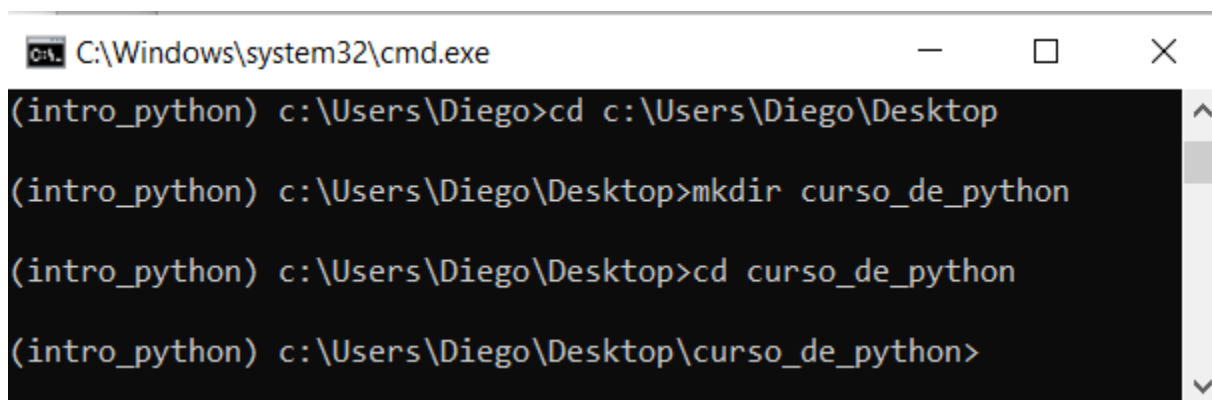 C:\Windows\system32\cmd.exe
(intro_python) c:\Users\Diego>cd c:\Users\Diego\Desktop
(intro_python) c:\Users\Diego\Desktop>mkdir curso_de_python
(intro_python) c:\Users\Diego\Desktop>cd curso_de_python
(intro_python) c:\Users\Diego\Desktop\curso_de_python>